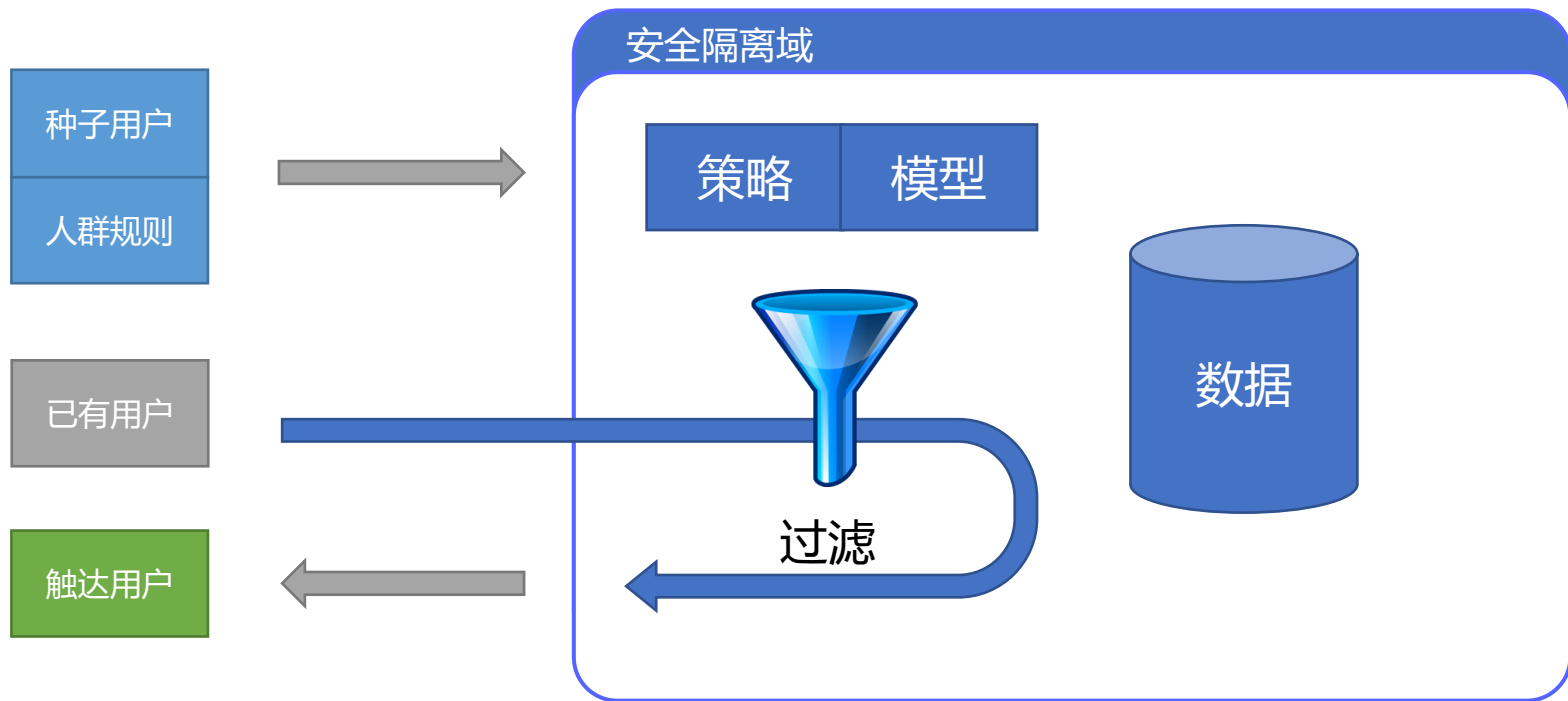 安全隔离域
种子用户
人群规则
策略
模型
数据
已有用户
过滤
触达用户